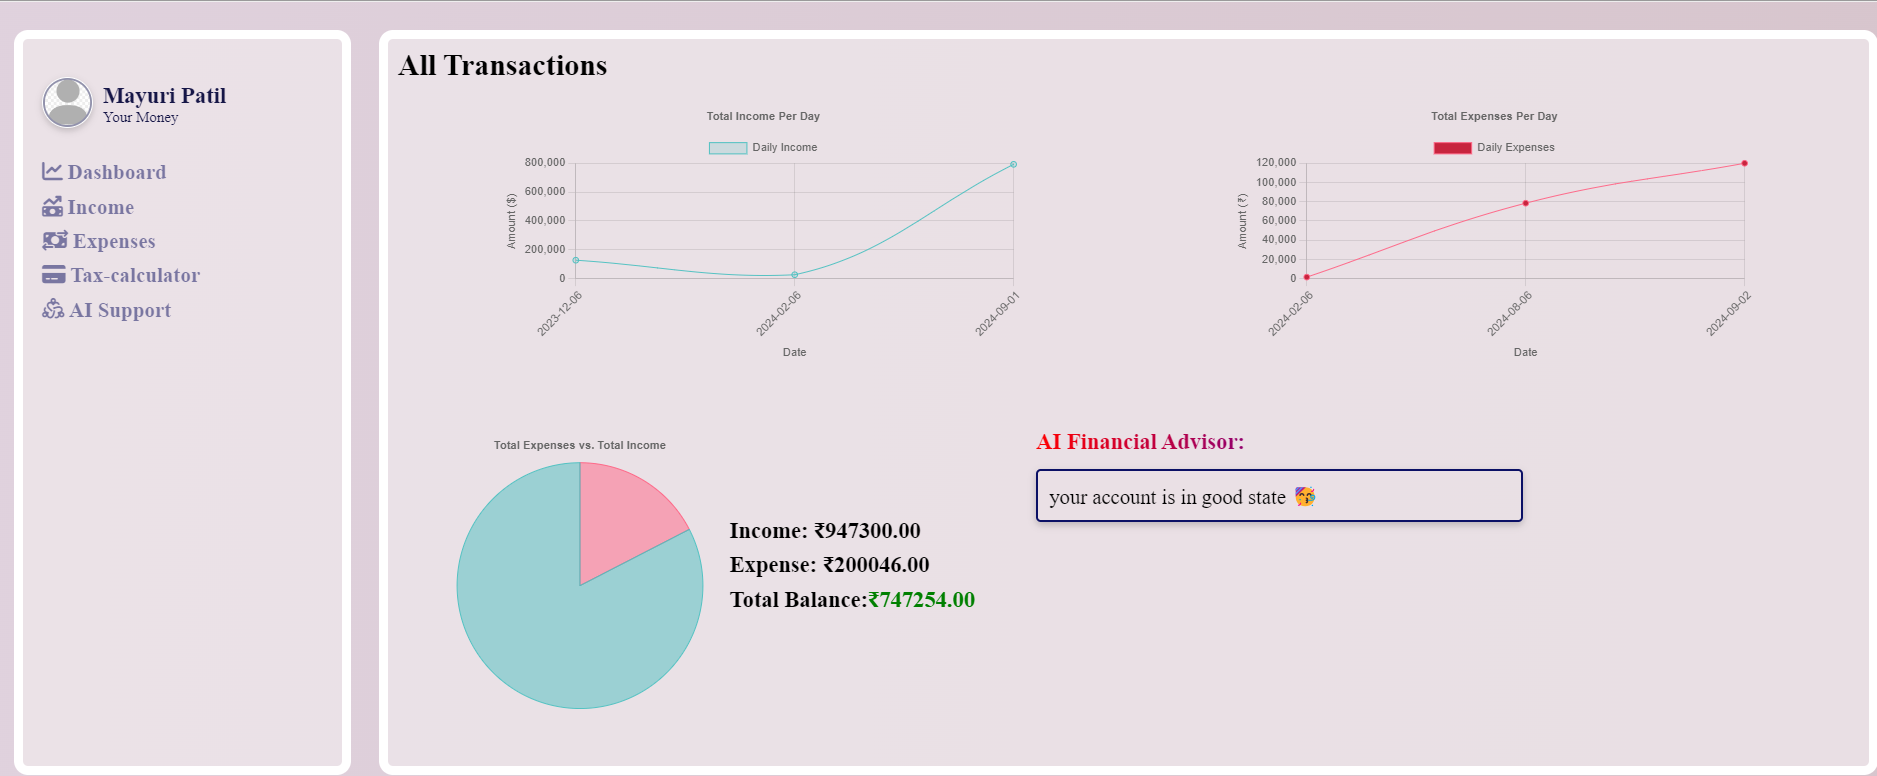 Mayuri Patil
Your Money
Dashboard
Income
Expenses
Tax-calculator
AI Support
All Transactions
Total Income Per Day
Daily Income
800,000
600,000
400,000
200,000
0
Amount ($)
2023-12-06
2024-02-06
2024-09-01
Date
Total Expenses Per Day
Daily Expenses
120,000
100,000
80,000
60,000
40,000
20,000
0
Amount (₹)
2024-02-06
2024-08-06
2024-09-02
Date
Total Expenses vs. Total Income
Income: ₹947300.00
Expense: ₹200046.00
Total Balance:₹747254.00
AI Financial Advisor:
your account is in good state 🥳